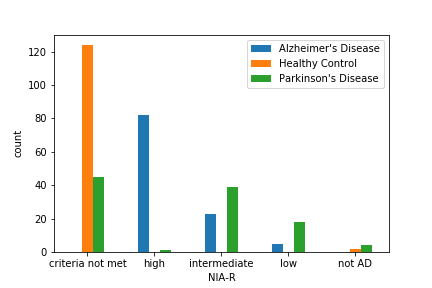 Alzheimer's Disease
Healthy Control
Parkinson's Disease
120
100
80
60
40
20
0
count
criteria not met high intermediate low not AD
NIA-R